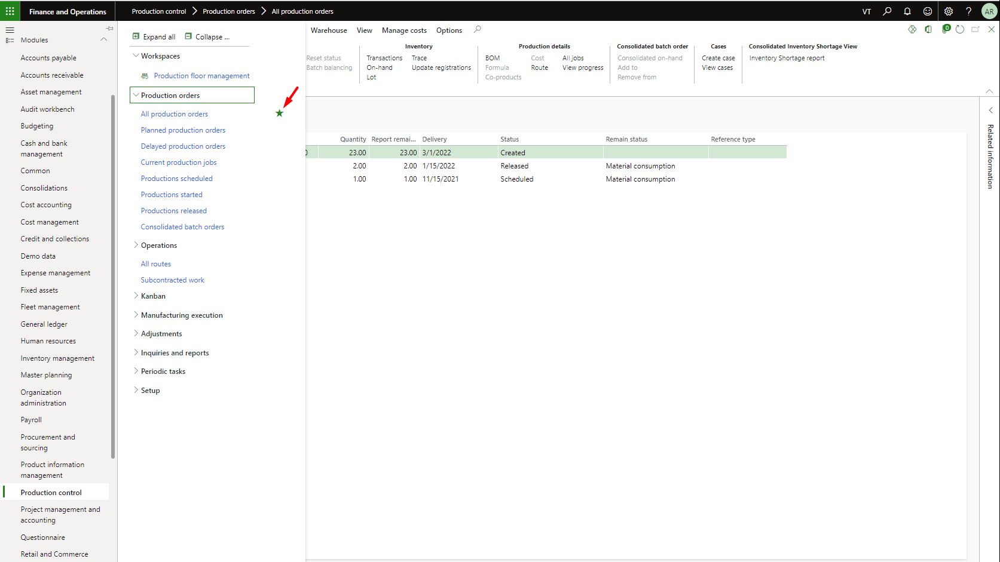 Finance and Operations
Production control
Production orders
All production orders
VT
AR
Modules
Accounts payable
Accounts receivable
Asset management
Audit workbench
Budgeting
Cash and bank
management
Common
Consolidations
Cost accounting
Cost management
Credit and collections
Demo data
Expense management
Fixed assets
Fleet management
General ledger
Human resources
Inventory management
Master planning
Organization
administration
Payroll
Procurement and
sourcing
Product information
management
Production control
Project management and
accounting
Questionnaire
Retail and Commerce
Expand all
Collapse ...
Workspaces
Production floor management
Production orders
All production orders
Planned production orders
Delayed production orders
Current production jobs
Productions scheduled
Productions started
Productions released
Consolidated batch orders
Operations
All routes
Subcontracted work
Kanban
Manufacturing execution
Adjustments
Inquiries and reports
Periodic tasks
Setup
Warehouse View Manage costs Options
0
Reset status
Batch balancing
Inventory
Transactions Trace
On-hand Update registrations
Lot
Production details
BOM Cost All jobs
Formula Route View progress
Co-products
Consolidated batch order
Consolidated on-hand
Add to
Remove from
Cases
Create case
View cases
Consolidated Inventory Shortage View
Inventory Shortage report
Quantity Report remai... Delivery Status Remain status Reference type
23.00 23.00 3/1/2022 Created
2.00 2.00 1/15/2022 Released Material consumption
1.00 1.00 11/15/2021 Scheduled Material consumption
Related information